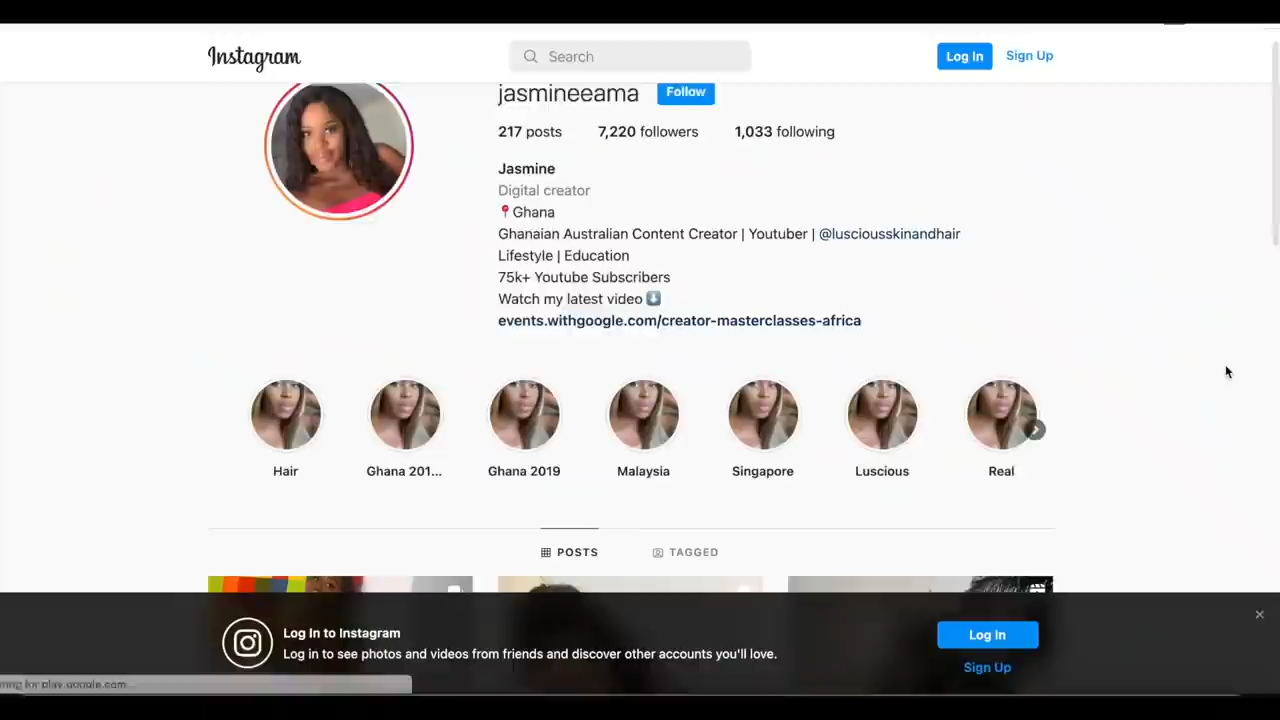 Instagram
Search
Log In
Sign Up
jasmineeama
Follow
217 posts
7,220 followers
1,033 following
Jasmine
Digital creator
📍Ghana
Ghanaian Australian Content Creator | Youtuber | @lusciousskinandhair
Lifestyle | Education
75k+ Youtube Subscribers
Watch my latest video ⬇️
events.withgoogle.com/creator-masterclasses-africa
Hair
Ghana 201...
Ghana 2019
Malaysia
Singapore
Luscious
Real
POSTS
TAGGED
Log In to Instagram
Log in to see photos and videos from friends and discover other accounts you'll love.
Log In
Sign Up
for play.google.com...